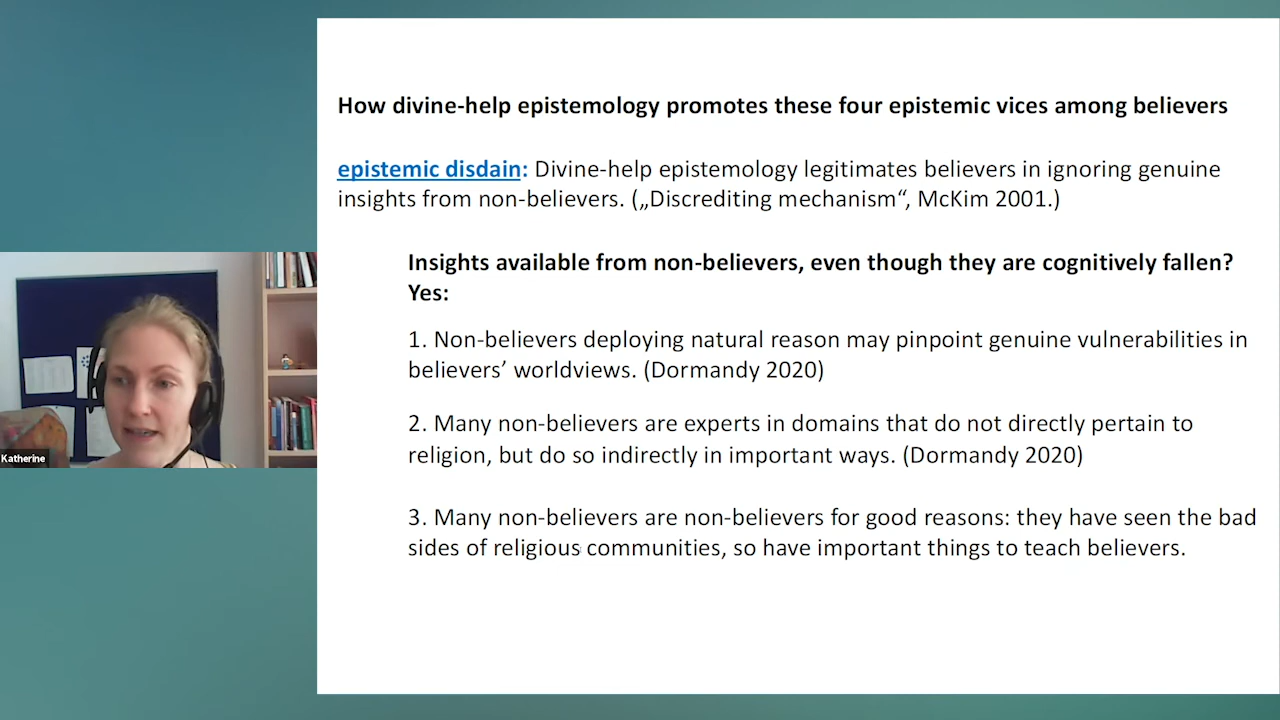 How divine-help epistemology promotes these four epistemic vices among believers
epistemic disdain: Divine-help epistemology legitimates believers in ignoring genuine
insights from non-believers. („Discrediting mechanism“, McKim 2001.)
Insights available from non-believers, even though they are cognitively fallen?
Yes:
1. Non-believers deploying natural reason may pinpoint genuine vulnerabilities in
believers’ worldviews. (Dormandy 2020)
2. Many non-believers are experts in domains that do not directly pertain to
religion, but do so indirectly in important ways. (Dormandy 2020)
3. Many non-believers are non-believers for good reasons: they have seen the bad
sides of religious communities, so have important things to teach believers.
Katherine